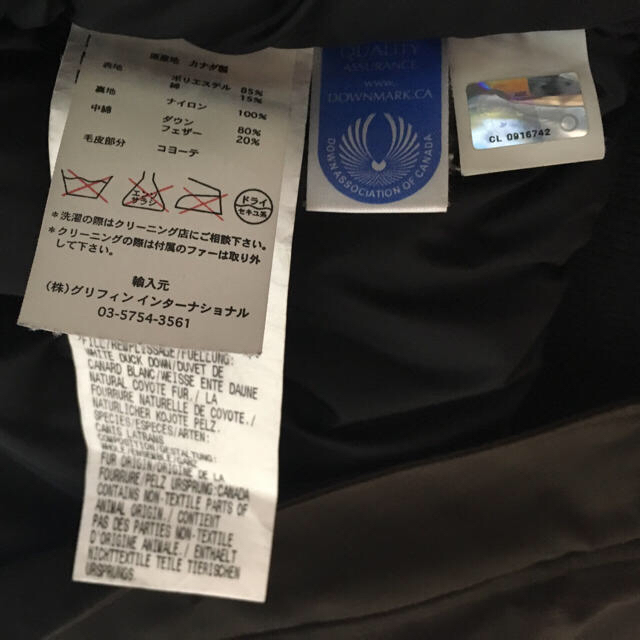 原産地 カナダ製
表地 ポリエステル 85%
綿 15%
裏地 ナイロン 100%
中綿 ダウン 80%
フェザー 20%
毛皮部分 コヨーテ
エンソ
サラシ
ドライ
セキユ系
*洗濯の際はクリーニング店にご相談下さい。
*クリーニングの際は付属のファーは取り外
して下さい。
輸入元
(株)グリフィン インターナショナル
03-5754-3561
WHITE DUCK DOWN/DUVET DE
CANARD BLANC/WEISSE ENTE DAUNE
NATURAL COYOTE FUR./LA
FOURRURE NATURELLE DE COYOTE./
NATÜRLICHER KOJOTE PELZ.
SPECIES/ESPECES/ARTEN:
CANIS LATRANS
FUR ORIGIN/ORIGINE DE LA
FOURRURE/PELZ URSPRUNG:CANADA
CONTAINS NON-TEXTILE PARTS OF
ANIMAL ORIGIN./CONTIENT
PAS DES PARTIES NON-TEXTILES
D'ORIGINE ANIMALE./ENTHAELT
NICHTTEXTILE TEILE TIERISCHEN
URSPRUNGS
QUALITY
ASSURANCE
www.
DOWNMARK.CA
DOWN ASSOCIATION OF CANADA
CL 0916742